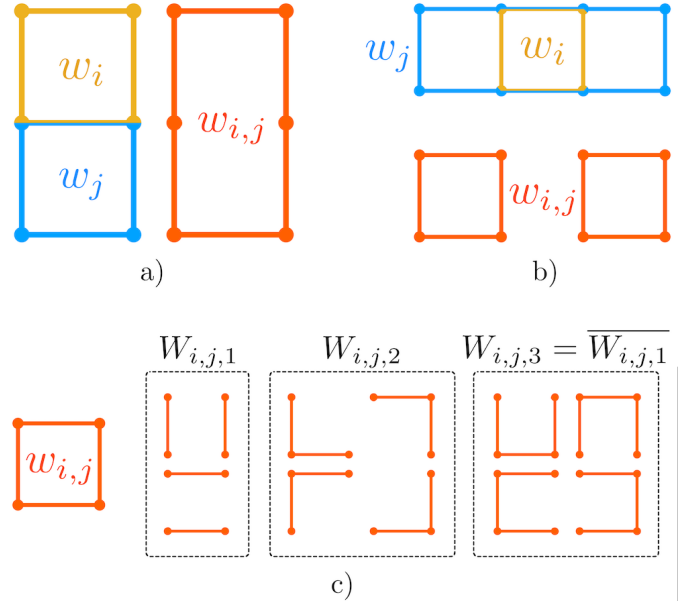 w_i
w_j
w_{i,j}
a)
w_j
w_i
w_{i,j}
b)
W_{i,j,1}
W_{i,j,2}
W_{i,j,3} = \overline{W_{i,j,1}}
w_{i,j}
c)